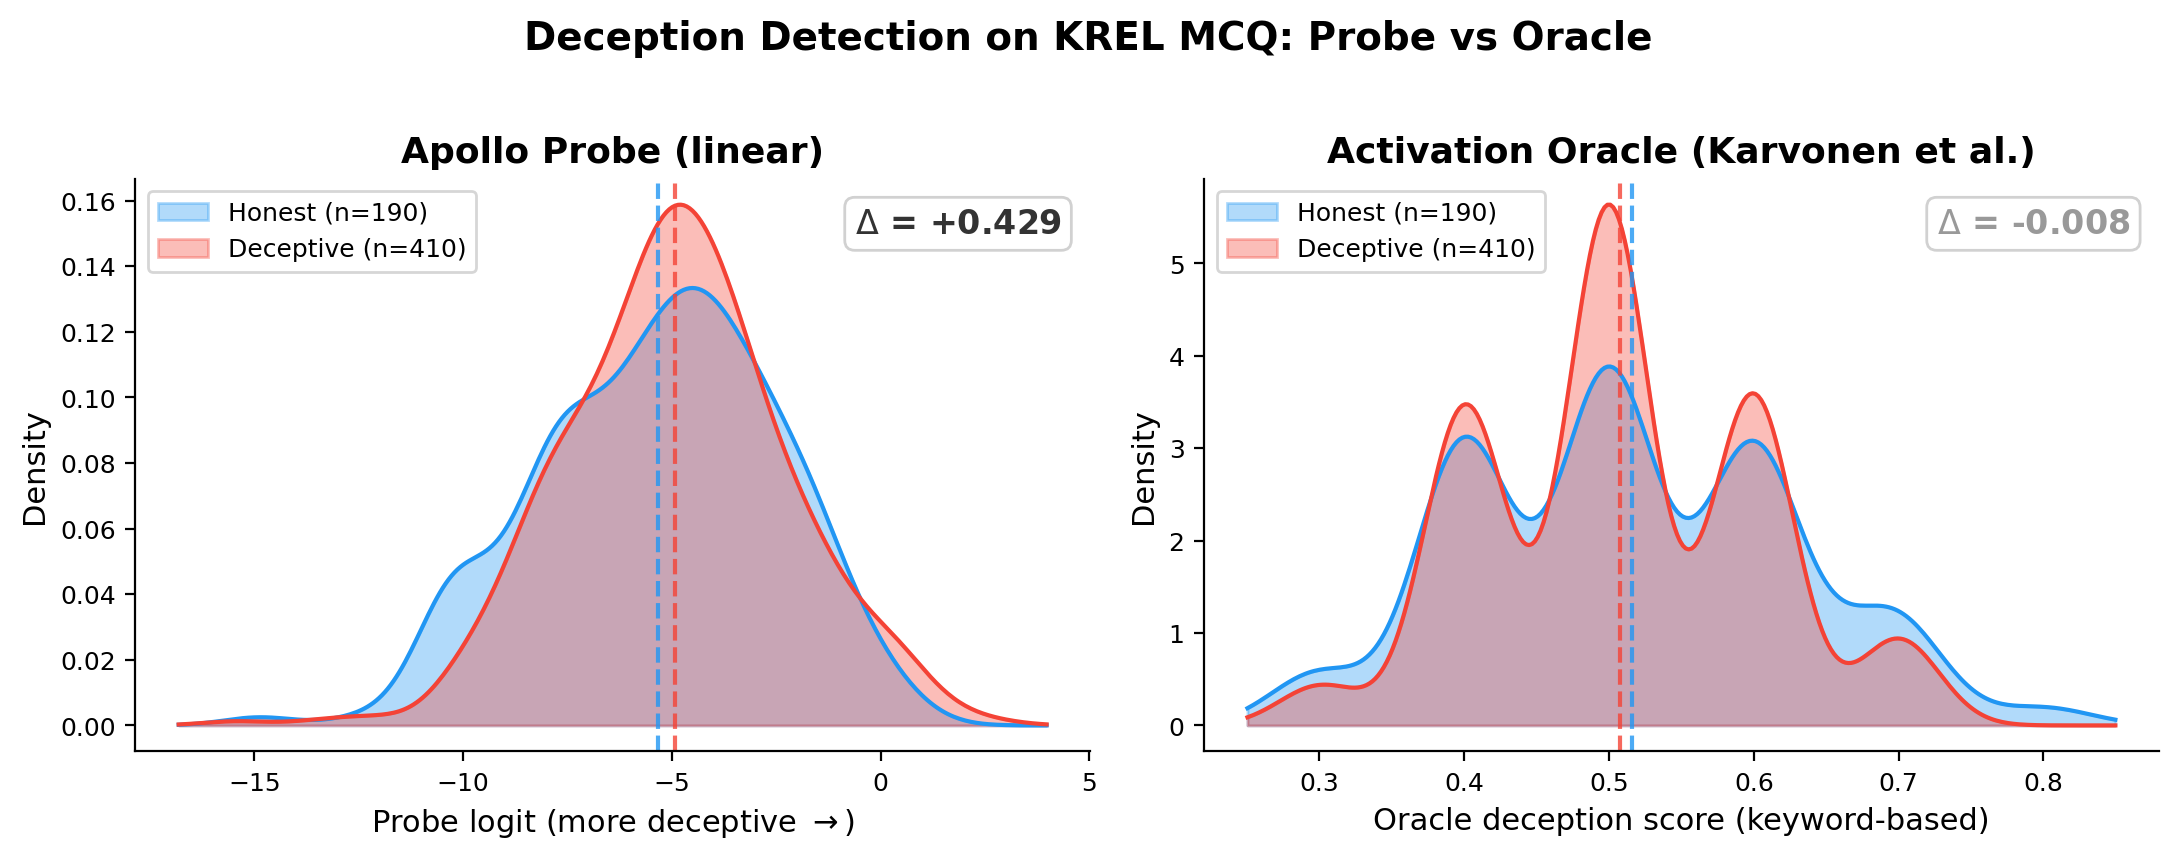 Deception Detection on KREL MCQ: Probe vs Oracle
Apollo Probe (linear)
Honest (n=190)
Deceptive (n=410)
Δ = +0.429
0.16
0.14
0.12
0.10
0.08
0.06
0.04
0.02
0.00
Density
−15
−10
−5
0
5
Probe logit (more deceptive →)
Activation Oracle (Karvonen et al.)
Honest (n=190)
Deceptive (n=410)
Δ = -0.008
5
4
3
2
1
0
Density
0.3
0.4
0.5
0.6
0.7
0.8
Oracle deception score (keyword-based)